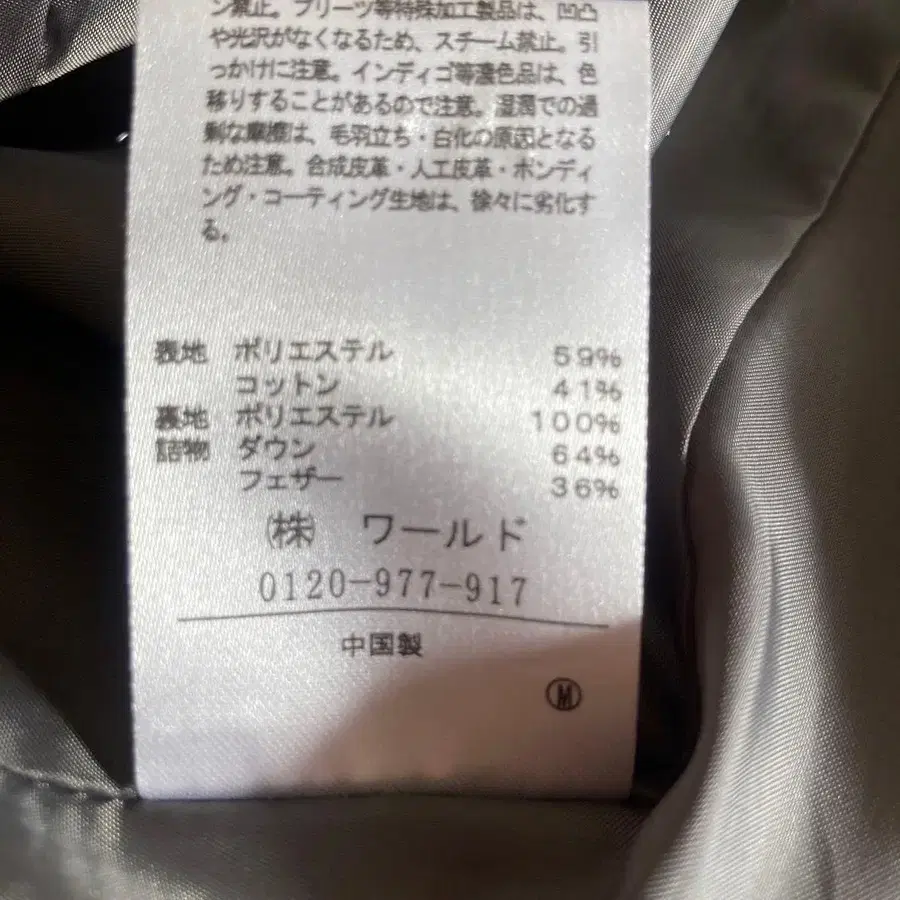 ン禁止。プリーツ等特殊加工製品は、凹凸
や光沢がなくなるため、スチーム禁止。引
っかけに注意。インディゴ等濃色品は、色
移りすることがあるので注意。湿潤での過
剰な摩擦は、毛羽立ち・白化の原因となる
ため注意。合成皮革・人工皮革・ボンディ
ング・コーティング生地は、徐々に劣化す
る。
表地 ポリエステル 59%
コットン 41%
裏地 ポリエステル 100%
詰物 ダウン 64%
フェザー 36%
㈱ ワールド
0120-977-917
中国製
Ⓜ